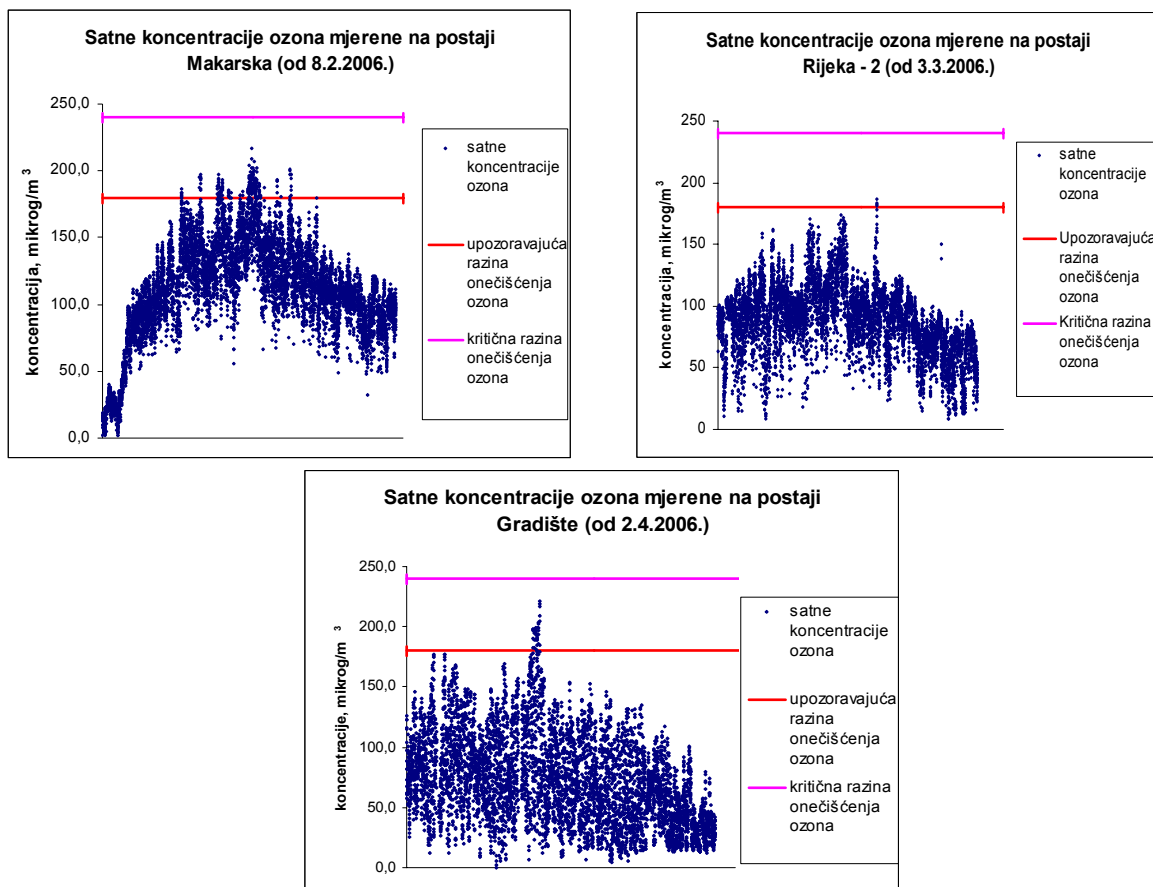 Satne koncentracije ozona mjerene na postaji
Makarska (od 8.2.2006.)
koncentracija, mikrog/m 3
250,0
200,0
150,0
100,0
50,0
0,0
satne
koncentracije
ozona
upozoravajuća
razina
onečišćenja
ozona
kritična razina
onečišćenja
ozona
Satne koncentracije ozona mjerene na postaji
Rijeka - 2 (od 3.3.2006.)
koncentracija, mikrog/m 3
250
200
150
100
50
0
satne
koncentracije
ozona
Upozoravajuća
razina
onečišćenja
ozona
Kritična razina
onečišćenja
ozona
Satne koncentracije ozona mjerene na postaji
Gradište (od 2.4.2006.)
koncentracije, mikrog/m 3
250,0
200,0
150,0
100,0
50,0
0,0
satne
koncentracije
ozona
upozoravajuća
razina
onečišćenja
ozona
kritična razina
onečišćenja
ozona